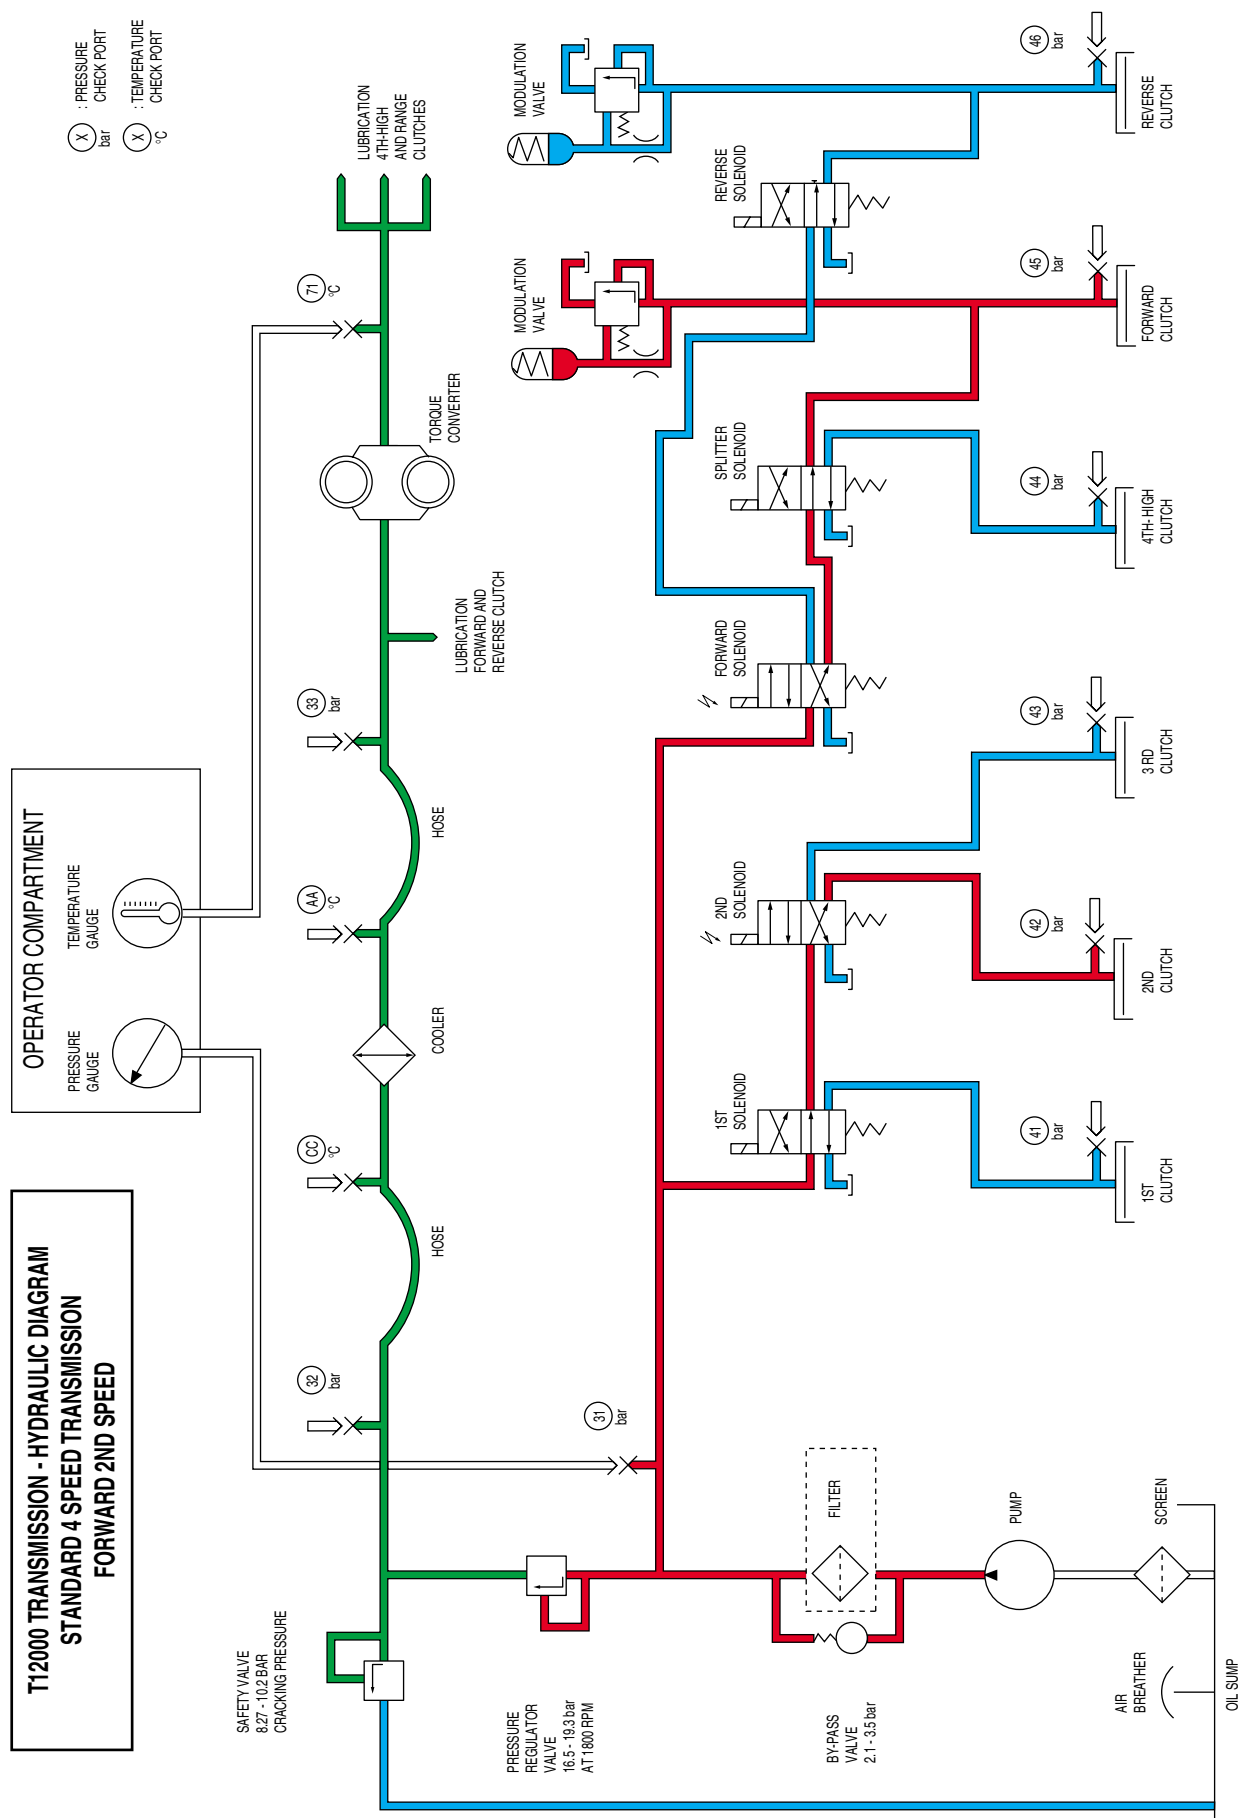 T12000 TRANSMISSION - HYDRAULIC DIAGRAM
STANDARD 4 SPEED TRANSMISSION
FORWARD 2ND SPEED
OPERATOR COMPARTMENT
PRESSURE
GAUGE
TEMPERATURE
GAUGE
X
bar
: PRESSURE
CHECK PORT
X
°C
: TEMPERATURE
CHECK PORT
SAFETY VALVE
8.27 - 10.2 BAR
CRACKING PRESSURE
32
bar
HOSE
CC
°C
COOLER
AA
°C
HOSE
33
bar
LUBRICATION
FORWARD AND
REVERSE CLUTCH
TORQUE
CONVERTER
71
°C
LUBRICATION
4TH-HIGH
AND RANGE
CLUTCHES
PRESSURE
REGULATOR
VALVE
16.5 - 19.3 bar
AT 1800 RPM
31
bar
MODULATION
VALVE
MODULATION
VALVE
1ST
SOLENOID
2ND
SOLENOID
FORWARD
SOLENOID
SPLITTER
SOLENOID
REVERSE
SOLENOID
BY-PASS
VALVE
2.1 - 3.5 bar
FILTER
PUMP
SCREEN
AIR
BREATHER
OIL SUMP
41
bar
1ST
CLUTCH
42
bar
2ND
CLUTCH
43
bar
3 RD
CLUTCH
44
bar
4TH-HIGH
CLUTCH
45
bar
FORWARD
CLUTCH
46
bar
REVERSE
CLUTCH